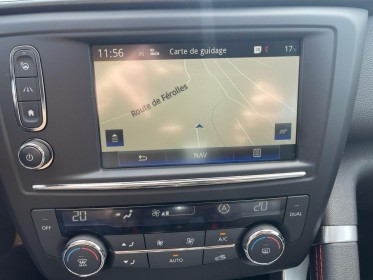 11:56
Carte de guidage
17°
Route de Férolles
NAV
20
20
OFF
DUAL
A/C
AUTO